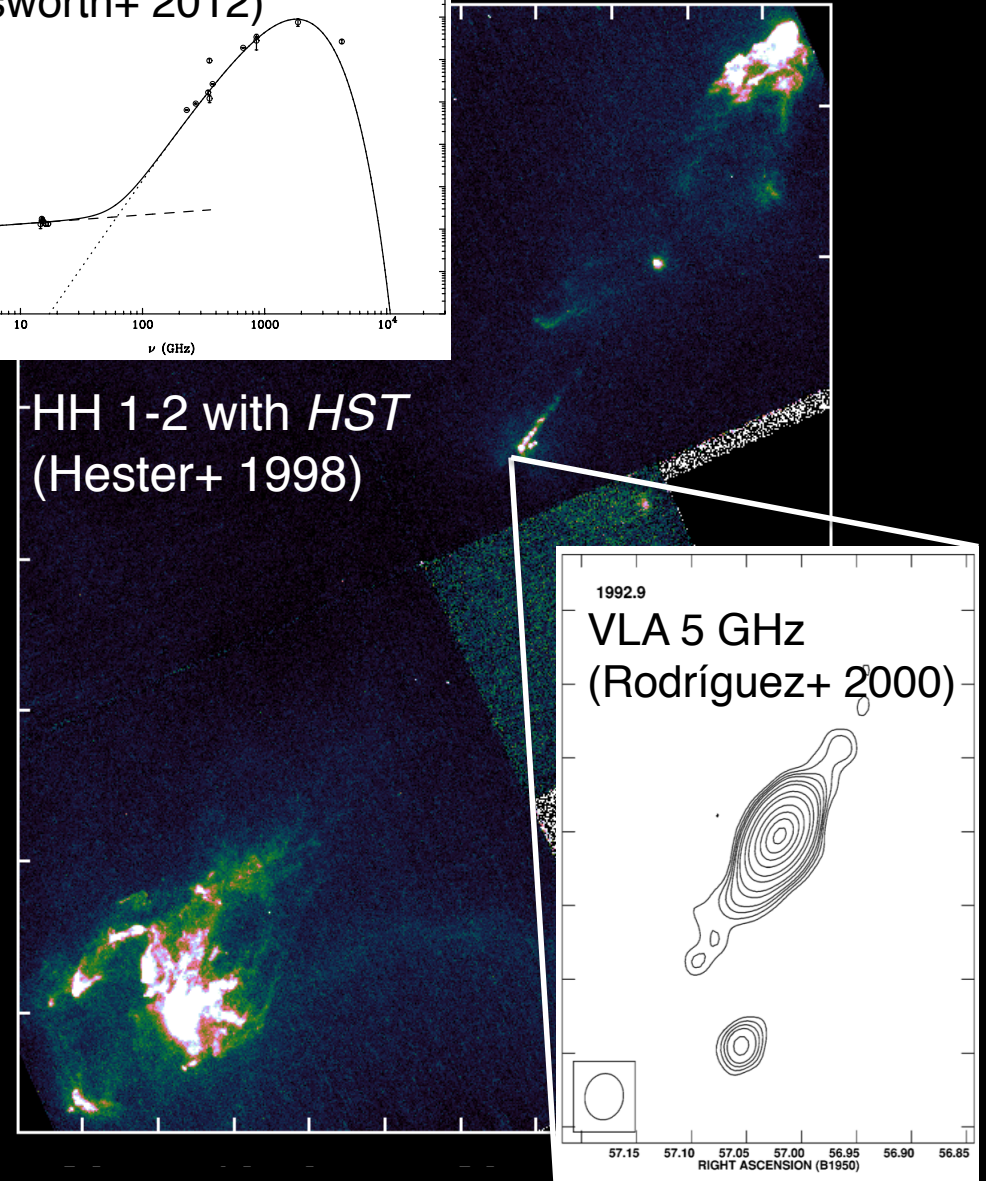 2012)
10 100 1000 10⁴
ν (GHz)
HH 1-2 with HST
(Hester+ 1998)
1992.9
VLA 5 GHz
(Rodríguez+ 2000)
57.15 57.10 57.05 57.00 56.95 56.90 56.85
RIGHT ASCENSION (B1950)